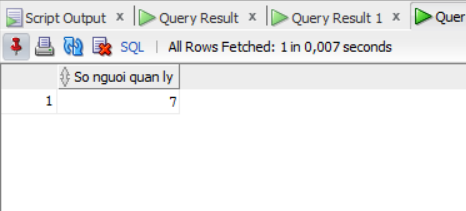 Script Output x Query Result x Query Result 1 x Quer
SQL | All Rows Fetched: 1 in 0,007 seconds
So nguoi quan ly
1 7